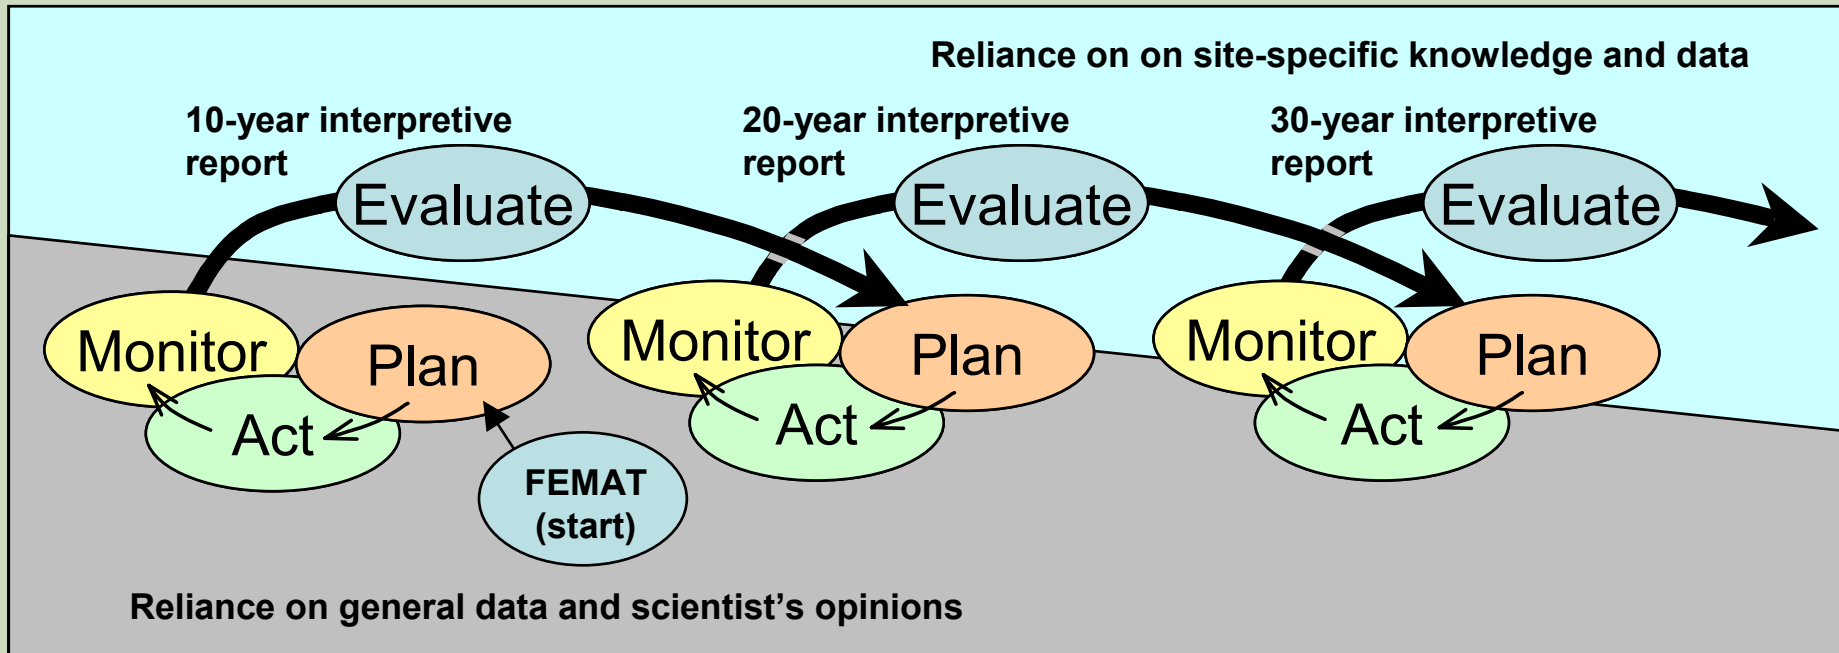 Reliance on on site-specific knowledge and data
10-year interpretive
report
20-year interpretive
report
30-year interpretive
report
Evaluate
Evaluate
Evaluate
Monitor
Plan
Act
Monitor
Plan
Act
Monitor
Plan
Act
FEMAT
(start)
Reliance on general data and scientist’s opinions